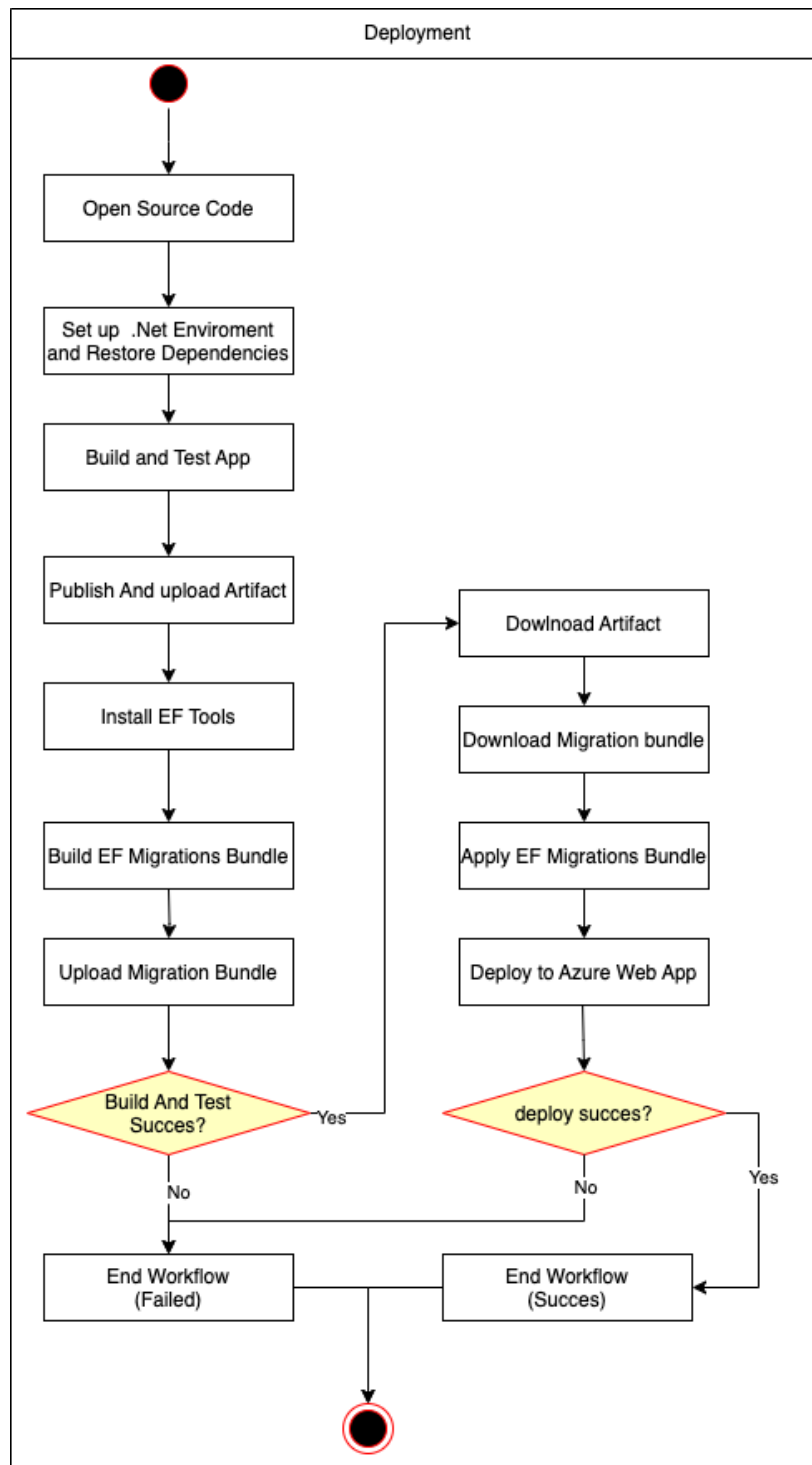 Deployment
Open Source Code
Set up .Net Enviroment
and Restore Dependencies
Build and Test App
Publish And upload Artifact
Install EF Tools
Build EF Migrations Bundle
Upload Migration Bundle
Build And Test
Succes?
Yes
No
Dowlnoad Artifact
Download Migration bundle
Apply EF Migrations Bundle
Deploy to Azure Web App
deploy succes?
Yes
No
End Workflow
(Failed)
End Workflow
(Succes)